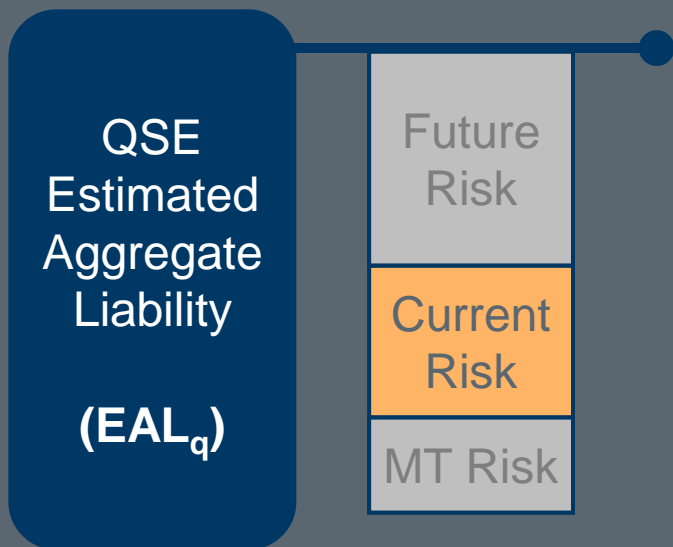 QSE
Estimated
Aggregate
Liability
(EALq)
Future
Risk
Current
Risk
MT Risk